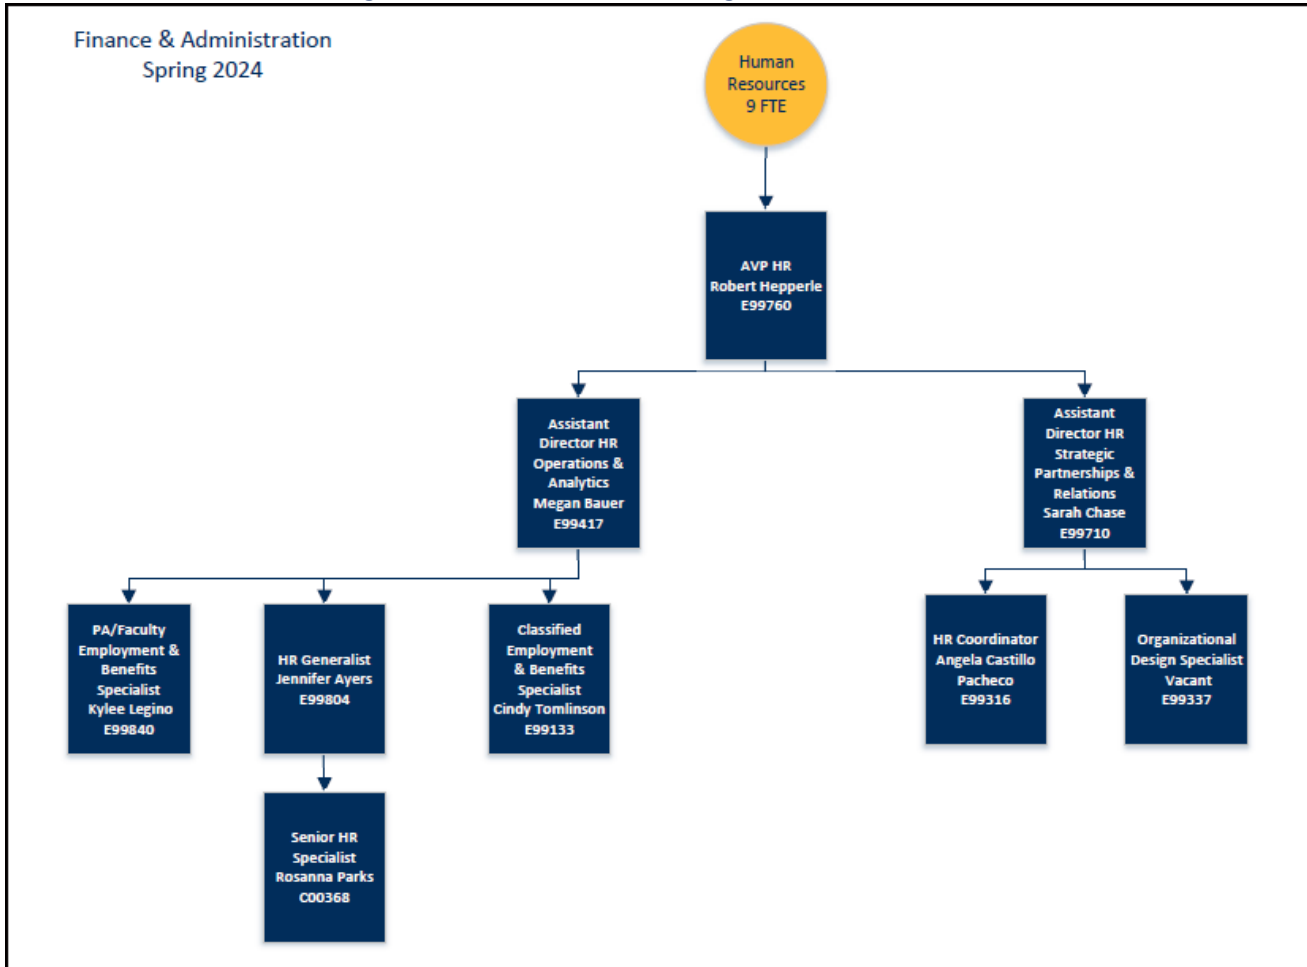 Finance & Administration
Spring 2024
Human
Resources
9 FTE
AVP HR
Robert Hepperle
E99760
Assistant
Director HR
Operations &
Analytics
Megan Bauer
E99417
Assistant
Director HR
Strategic
Partnerships &
Relations
Sarah Chase
E99710
PA/Faculty
Employment &
Benefits
Specialist
Kylee Legino
E99840
HR Generalist
Jennifer Ayers
E99804
Classified
Employment
& Benefits
Specialist
Cindy Tomlinson
E99133
HR Coordinator
Angela Castillo
Pacheco
E99316
Organizational
Design Specialist
Vacant
E99337
Senior HR
Specialist
Rosanna Parks
C00368